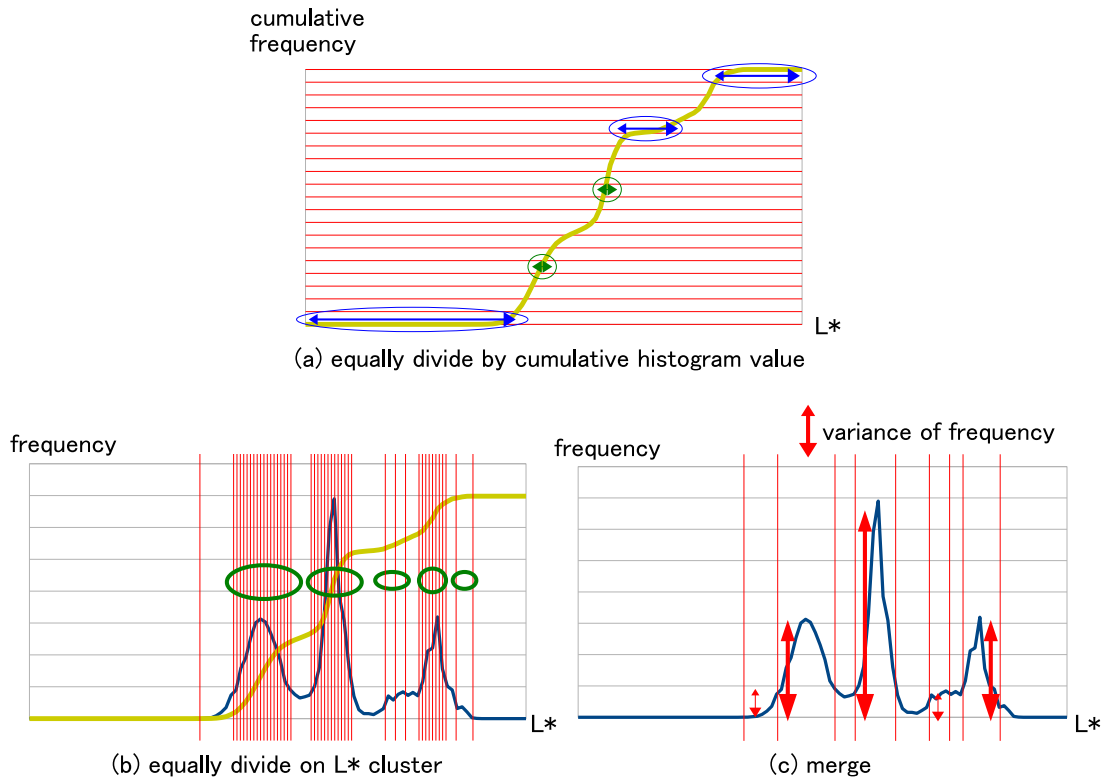 cumulative
frequency
L*
(a) equally divide by cumulative histogram value
frequency
L*
(b) equally divide on L* cluster
variance of frequency
frequency
L*
(c) merge